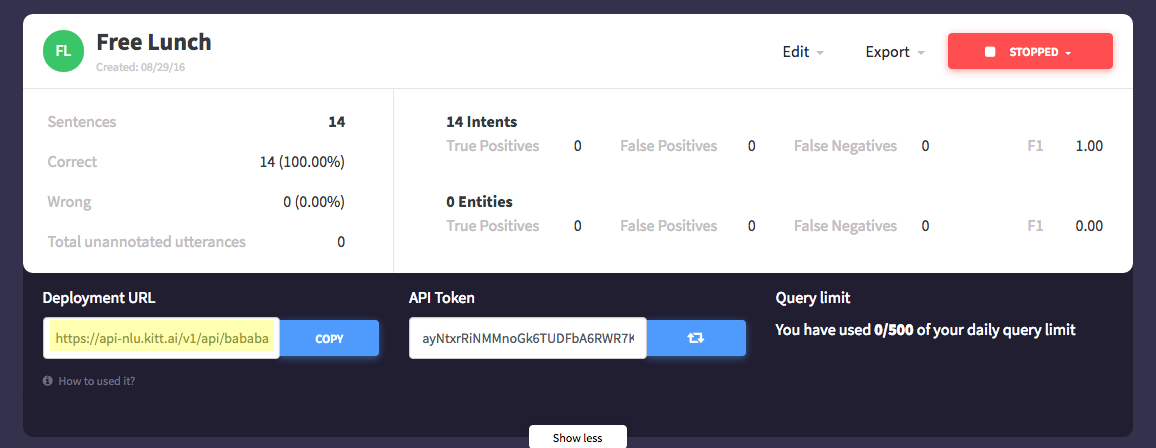 FL
Free Lunch
Created: 08/29/16
Edit
Export
STOPPED
Sentences 14
Correct 14 (100.00%)
Wrong 0 (0.00%)
Total unannotated utterances 0
14 Intents
True Positives 0 False Positives 0 False Negatives 0 F1 1.00
0 Entities
True Positives 0 False Positives 0 False Negatives 0 F1 0.00
Deployment URL
https://api-nlu.kitt.ai/v1/api/bababa
COPY
How to used it?
API Token
ayNtxrRiNMMnoGk6TUDFbA6RWR7K
Query limit
You have used 0/500 of your daily query limit
Show less